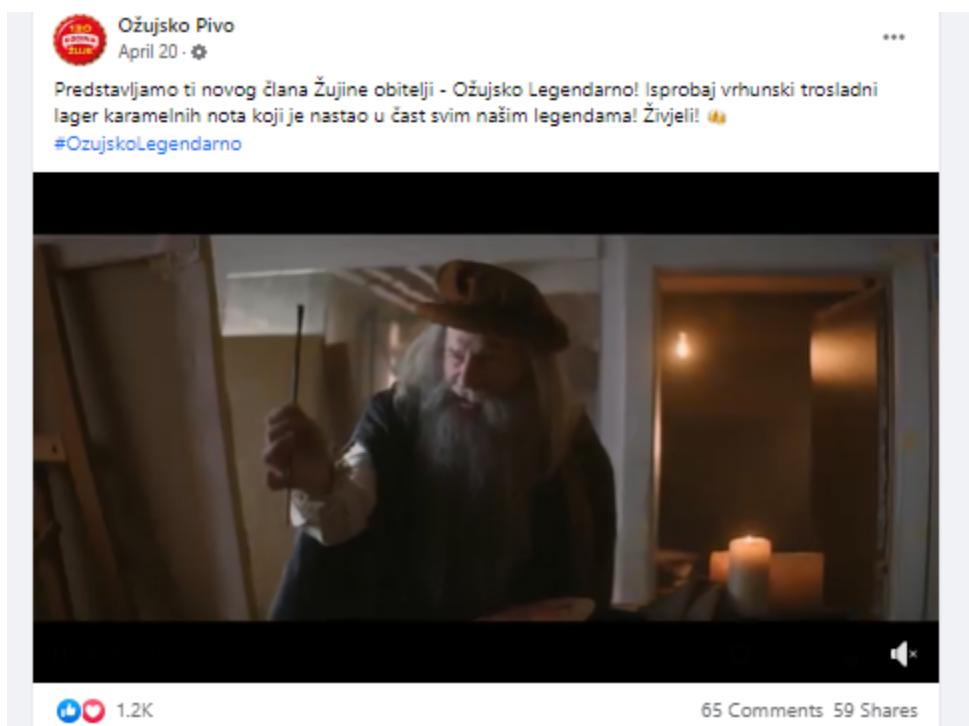 Ožujsko Pivo
April 20 ·
Predstavljamo ti novog člana Žujine obitelji - Ožujsko Legendarno! Isprobaj vrhunski trosladni
lager karamelnih nota koji je nastao u čast svim našim legendama! Živjeli! 🍻
#OzujskoLegendarno
1.2K
65 Comments 59 Shares